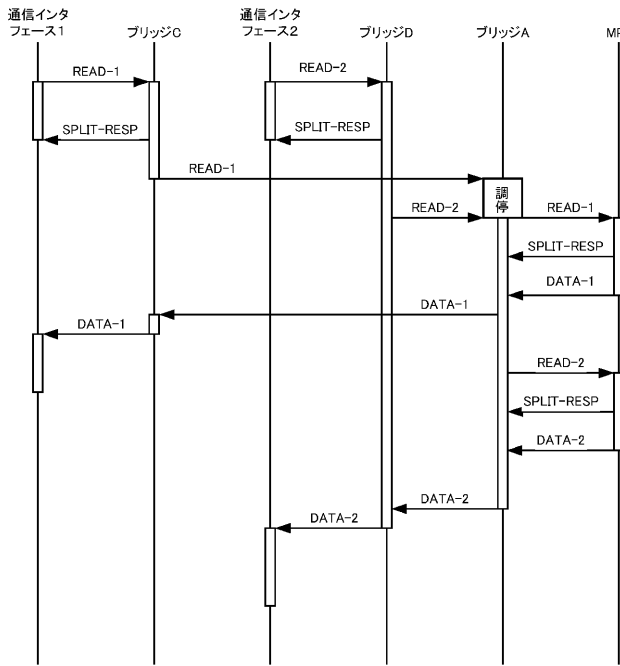 通信インタ
フェース1
ブリッジC
通信インタ
フェース2
ブリッジD
ブリッジA
READ-1
READ-2
SPLIT-RESP
SPLIT-RESP
READ-1
調
停
READ-2
READ-1
SPLIT-RESP
DATA-1
DATA-1
DATA-1
READ-2
SPLIT-RESP
DATA-2
DATA-2
DATA-2